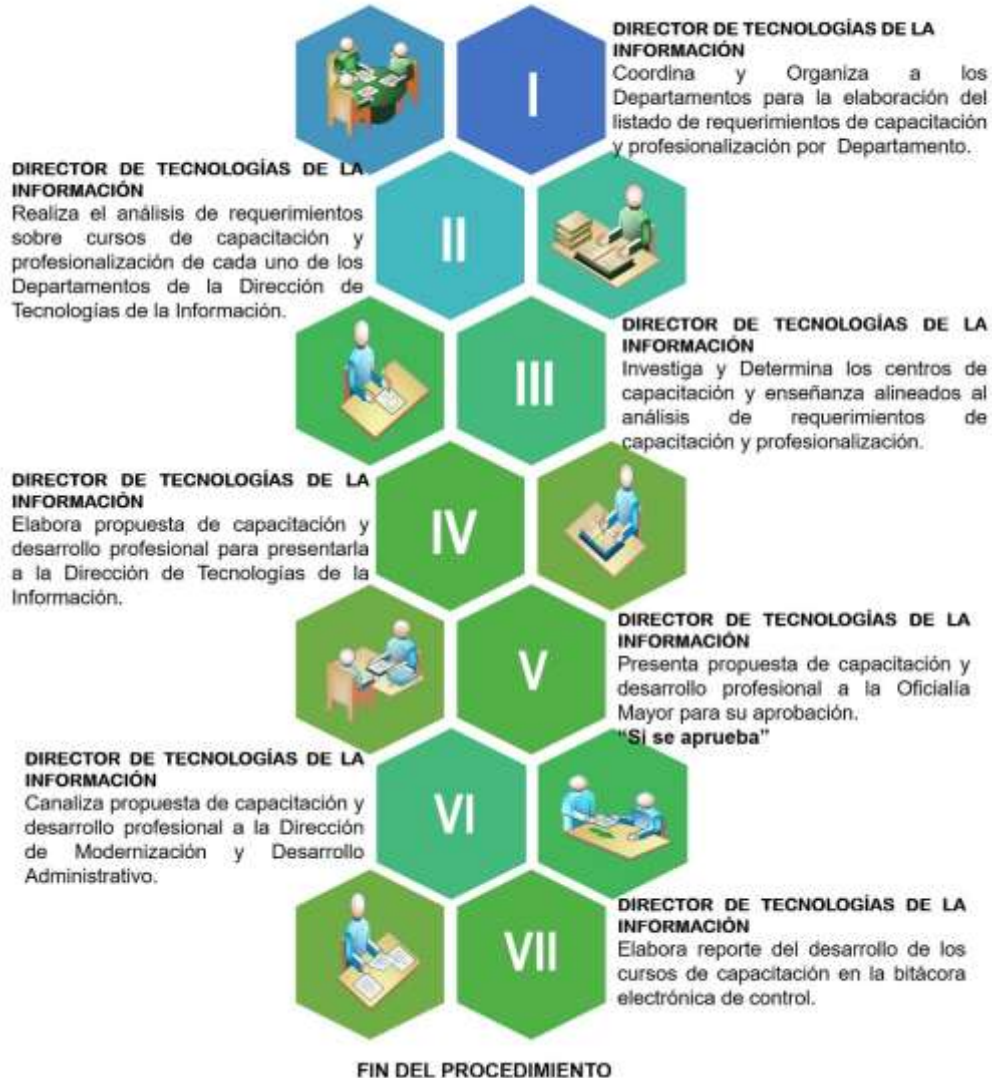 I
DIRECTOR DE TECNOLOGÍAS DE LA
INFORMACIÓN
Coordina y Organiza a los
Departamentos para la elaboración del
listado de requerimientos de capacitación
y profesionalización por Departamento.
II
DIRECTOR DE TECNOLOGÍAS DE LA
INFORMACIÓN
Realiza el análisis de requerimientos
sobre cursos de capacitación y
profesionalización de cada uno de los
Departamentos de la Dirección de
Tecnologías de la Información.
III
DIRECTOR DE TECNOLOGÍAS DE LA
INFORMACIÓN
Investiga y Determina los centros de
capacitación y enseñanza alineados al
análisis de requerimientos de
capacitación y profesionalización.
IV
DIRECTOR DE TECNOLOGÍAS DE LA
INFORMACIÓN
Elabora propuesta de capacitación y
desarrollo profesional para presentarla
a la Dirección de Tecnologías de la
Información.
V
DIRECTOR DE TECNOLOGÍAS DE LA
INFORMACIÓN
Presenta propuesta de capacitación y
desarrollo profesional a la Oficialía
Mayor para su aprobación.
"Si se aprueba"
VI
DIRECTOR DE TECNOLOGÍAS DE LA
INFORMACIÓN
Canaliza propuesta de capacitación y
desarrollo profesional a la Dirección
de Modernización y Desarrollo
Administrativo.
VII
DIRECTOR DE TECNOLOGÍAS DE LA
INFORMACIÓN
Elabora reporte del desarrollo de los
cursos de capacitación en la bitácora
electrónica de control.
FIN DEL PROCEDIMIENTO